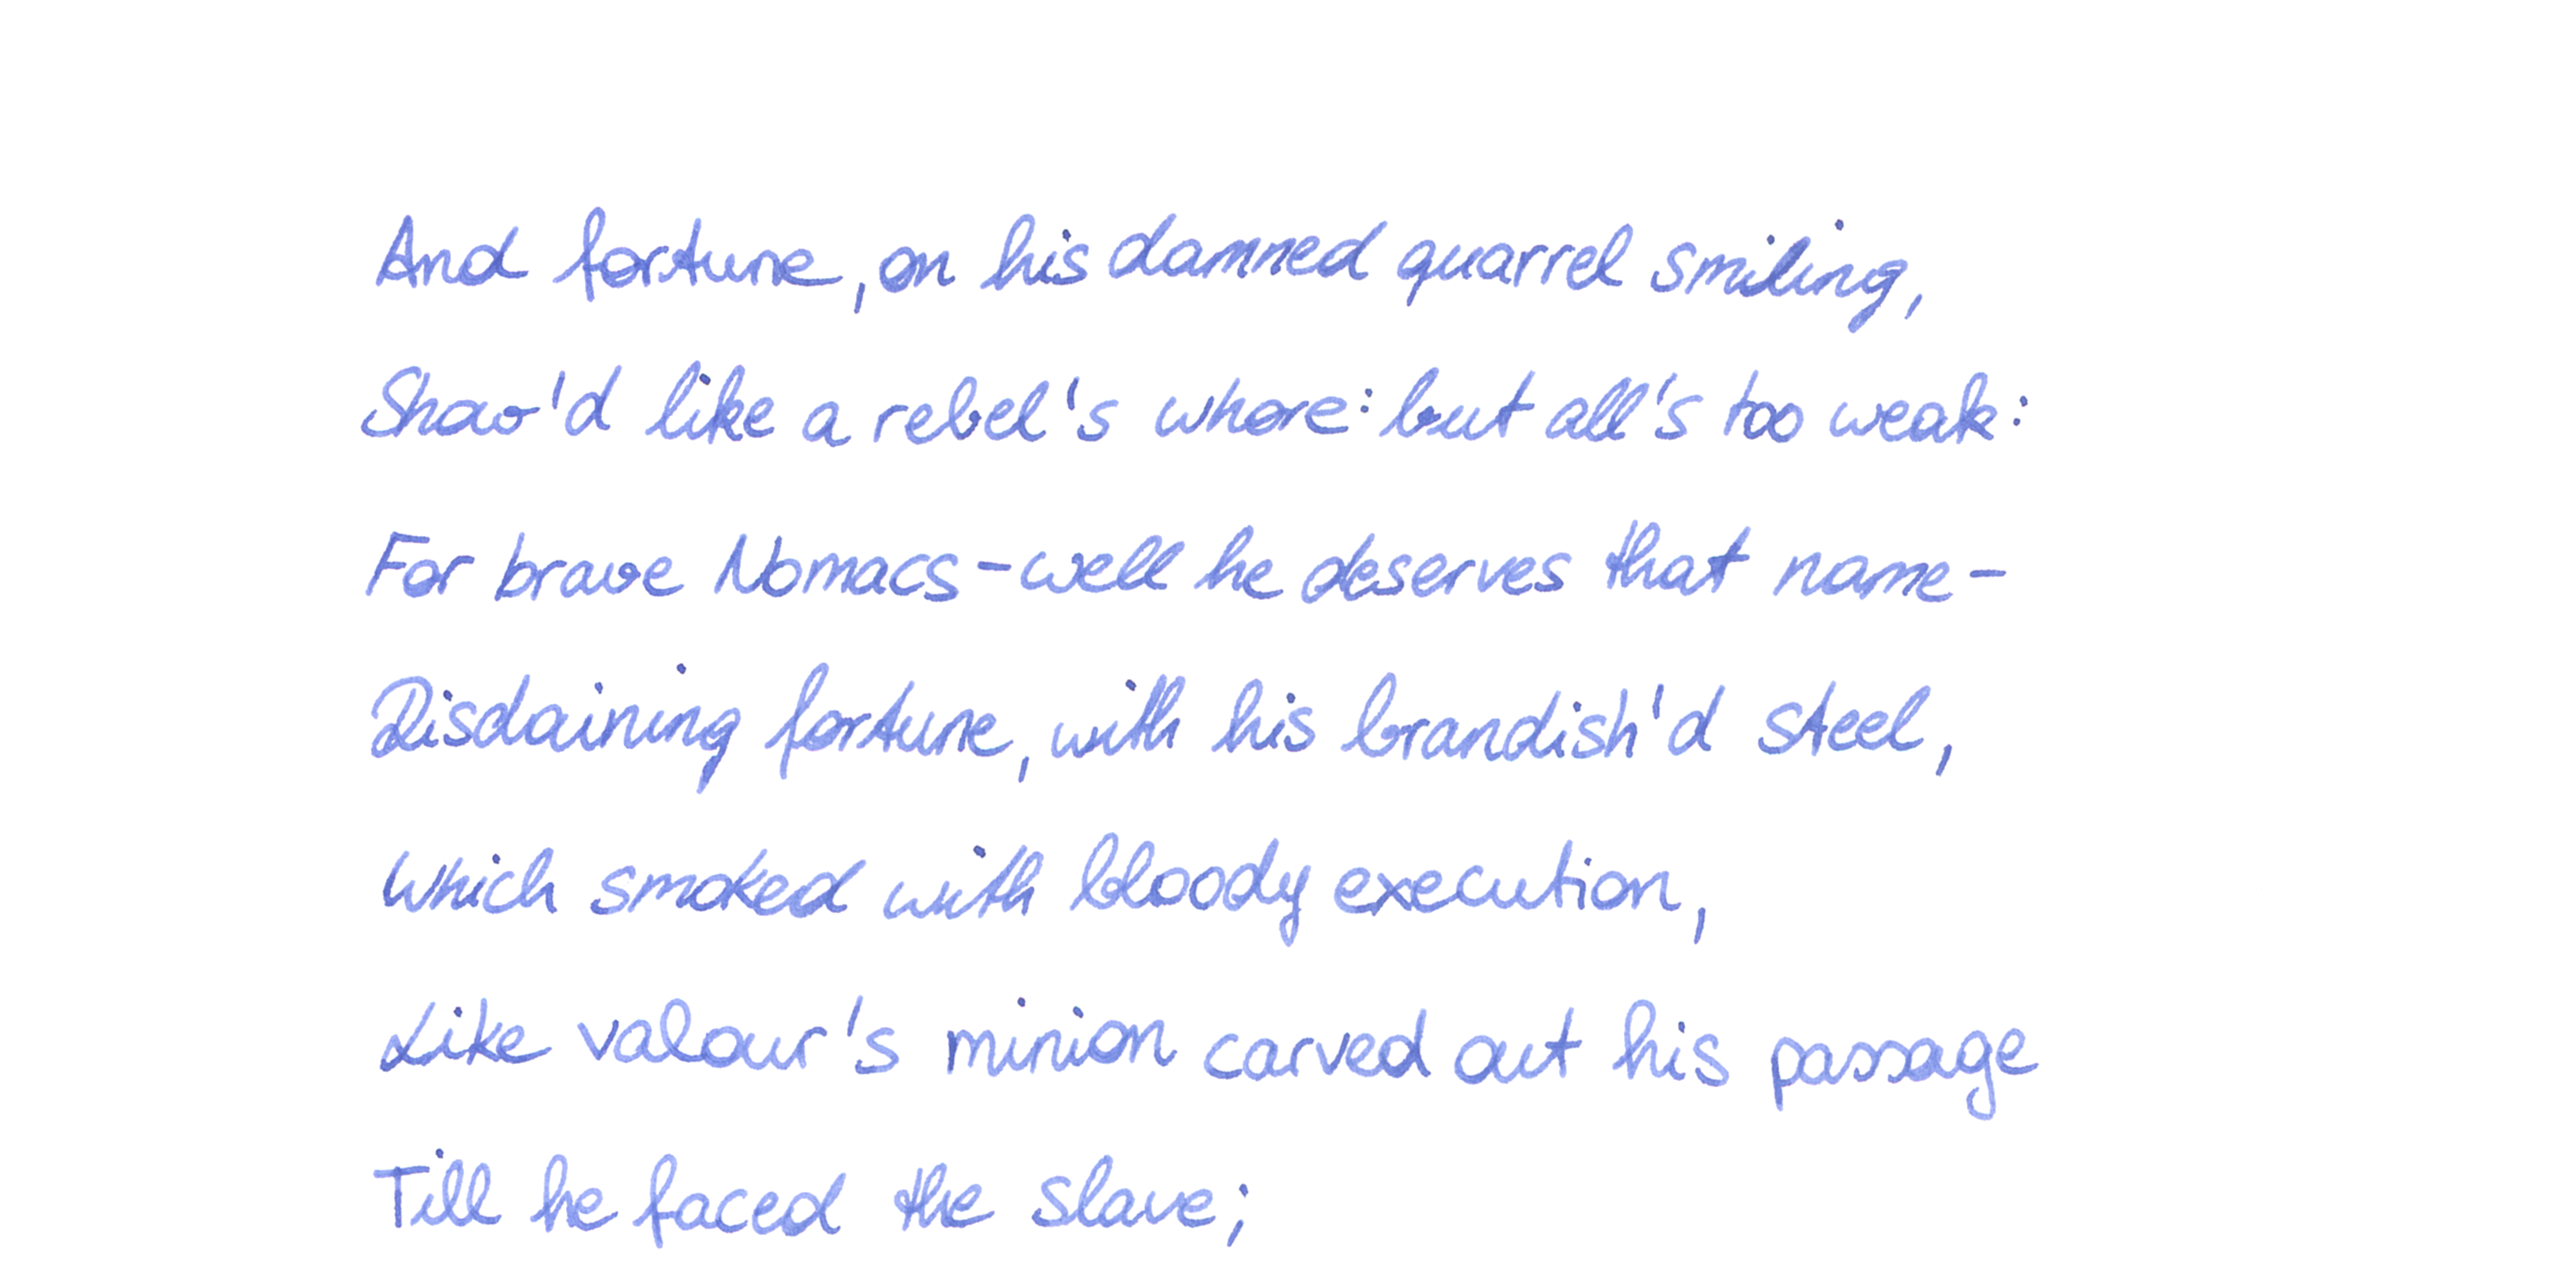 And fortune, on his damned quarrel smiling,
Show'd like a rebel's whore: but all's too weak:
For brave Nomacs - well he deserves that name -
Disdaining fortune, with his brandish'd steel,
Which smoked with bloody execution,
Like valour's minion carved out his passage
Till he faced the slave;